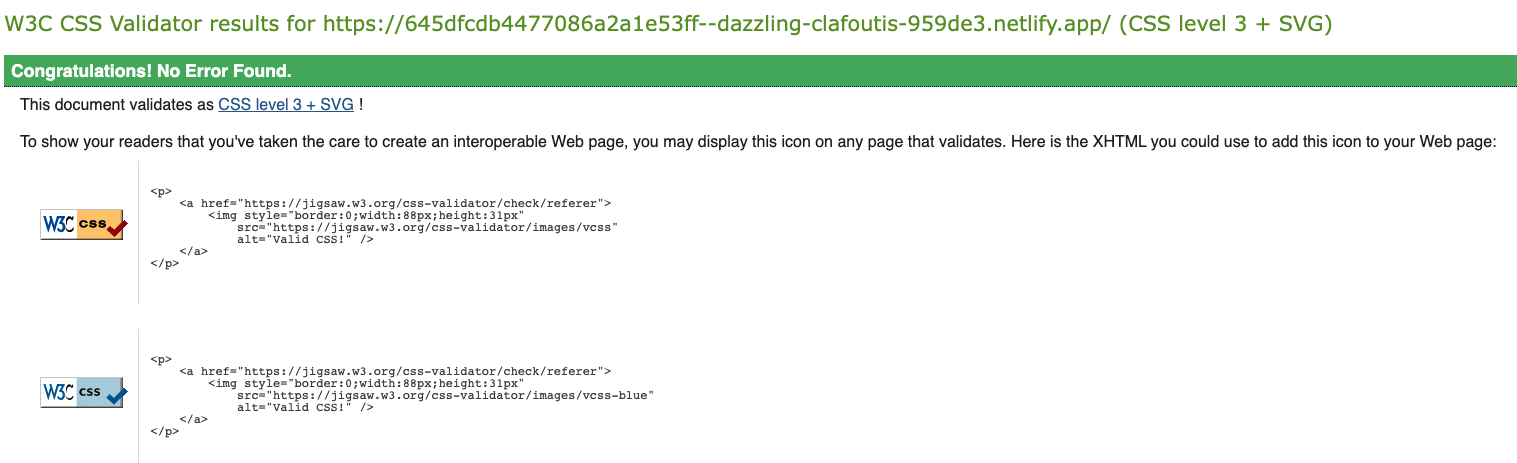 W3C CSS Validator results for https://645dfcdb4477086a2a1e53ff--dazzling-clafoutis-959de3.netlify.app/ (CSS level 3 + SVG)
Congratulations! No Error Found.
This document validates as CSS level 3 + SVG !
To show your readers that you've taken the care to create an interoperable Web page, you may display this icon on any page that validates. Here is the XHTML you could use to add this icon to your Web page:
W3C css
<p>
<a href="https://jigsaw.w3.org/css-validator/check/referer">
<img style="border:0;width:88px;height:31px"
src="https://jigsaw.w3.org/css-validator/images/vcss"
alt="Valid CSS!" />
</a>
</p>
W3C css
<p>
<a href="https://jigsaw.w3.org/css-validator/check/referer">
<img style="border:0;width:88px;height:31px"
src="https://jigsaw.w3.org/css-validator/images/vcss-blue"
alt="Valid CSS!" />
</a>
</p>